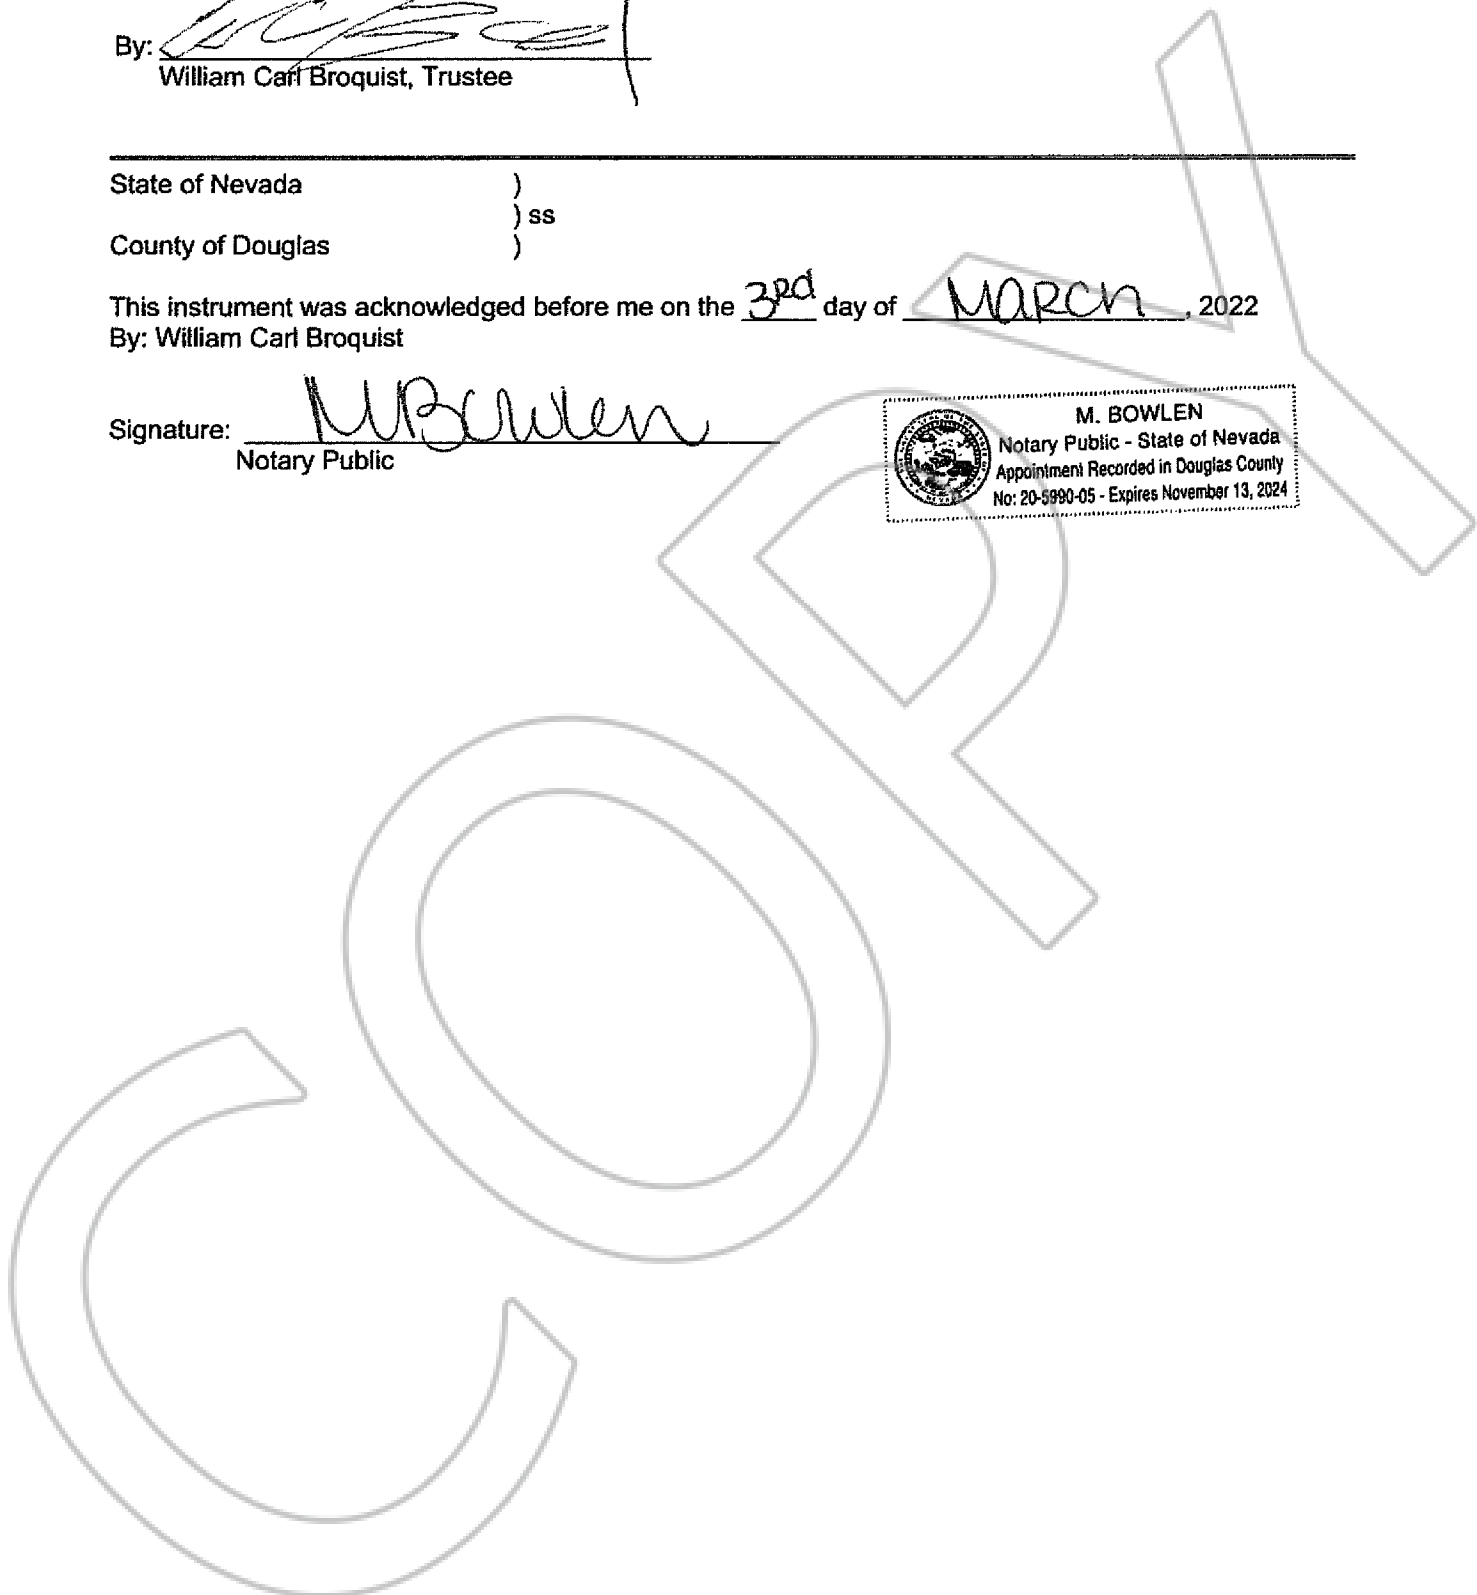 By:
William Carl Broquist, Trustee
State of Nevada )
) ss
County of Douglas )
This instrument was acknowledged before me on the 3rd day of MARCH, 2022
By: William Carl Broquist
Signature: MBowlen
Notary Public
M. BOWLEN
Notary Public - State of Nevada
Appointment Recorded in Douglas County
No: 20-5990-05 - Expires November 13, 2024
COPY